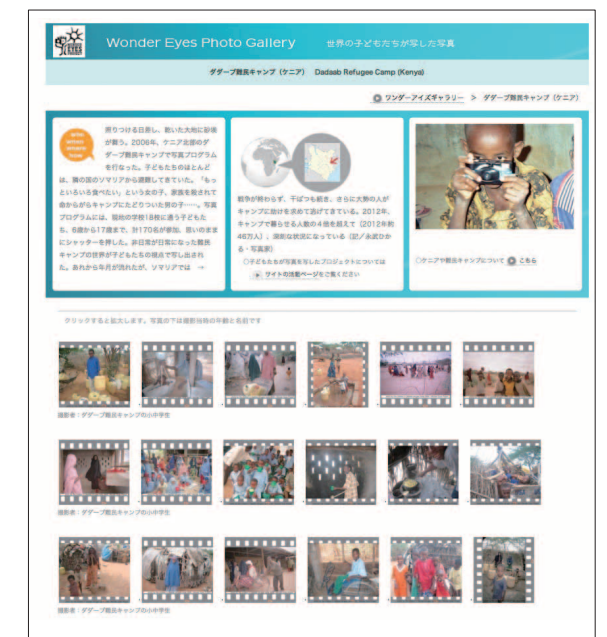 Wonder Eyes Photo Gallery 世界の子どもたちが写した写真
ダダーブ難民キャンプ（ケニア） Dadaab Refugee Camp (Kenya)
ワンダーアイズギャラリー > ダダーブ難民キャンプ（ケニア）
照りつける日差し、乾いた大地に砂埃
が舞う。2006年、ケニア北部のダ
ダーブ難民キャンプで写真プログラム
を行なった。子どもたちのほとんど
は、隣の国のソマリアから避難してきていた。「もっ
といろいろ食べたい」という女の子、家族を殺されて
命からがらキャンプにたどりついた男の子……。写真
プログラムには、現地の学校18校に通う子どもた
ち、6歳から17歳まで、計170名が参加、思いのまま
にシャッターを押した。非日常が日常になった難民
キャンプの世界が子どもたちの視点で写し出され
た。あれから年月が流れたが、ソマリアでは →
戦争が終わらず、干ばつも続き、さらに大勢の人が
キャンプに助けを求めて逃げてきている。2012年、
キャンプで暮らせる人数の4倍を超えて（2012年約
46万人）、深刻な状況になっている（記／永武ひか
る・写真家）
○子どもたちが写真を写したプロジェクトについては
サイトの活動ページをご覧ください
○ケニアや難民キャンプについて こちら
クリックすると拡大します。写真の下は撮影当時の年齢と名前です
撮影者：ダダーブ難民キャンプの小中学生
撮影者：ダダーブ難民キャンプの小中学生
撮影者：ダダーブ難民キャンプの小中学生